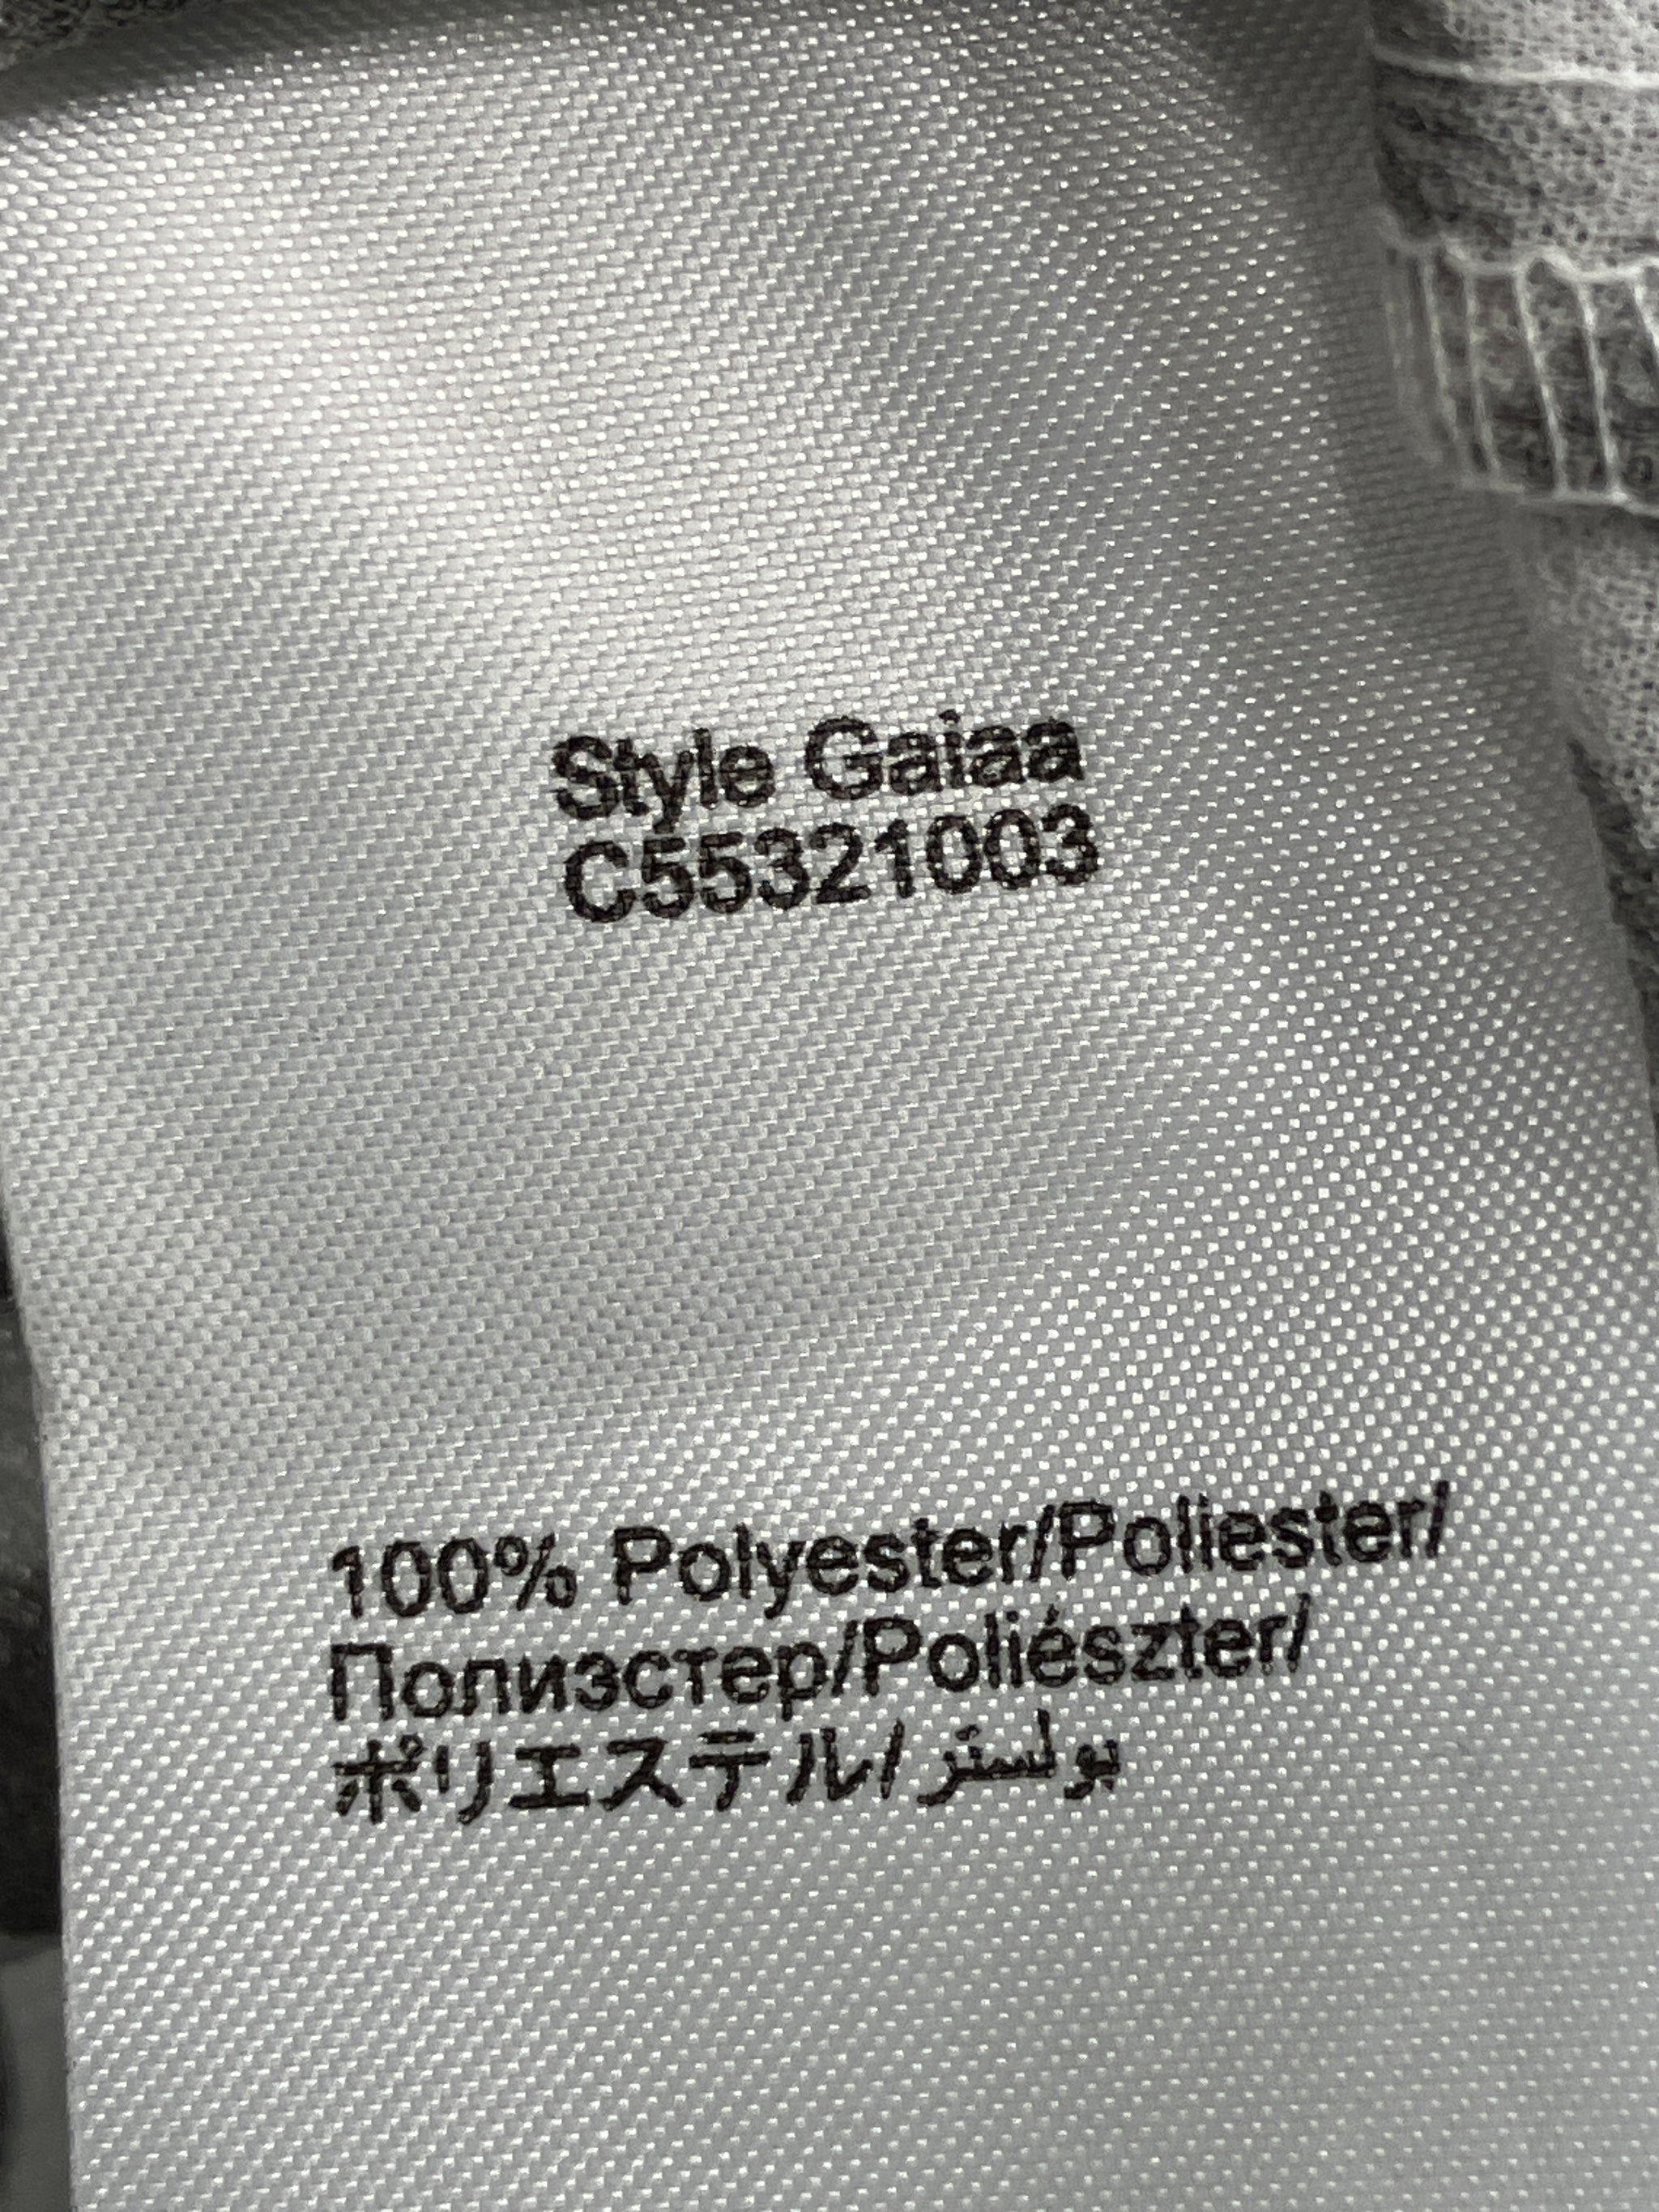 Style Gaiaa
C55321003
100% Polyester/Poliester/
Полиэстер/Poliészter/
ポリエステル/ بولستر